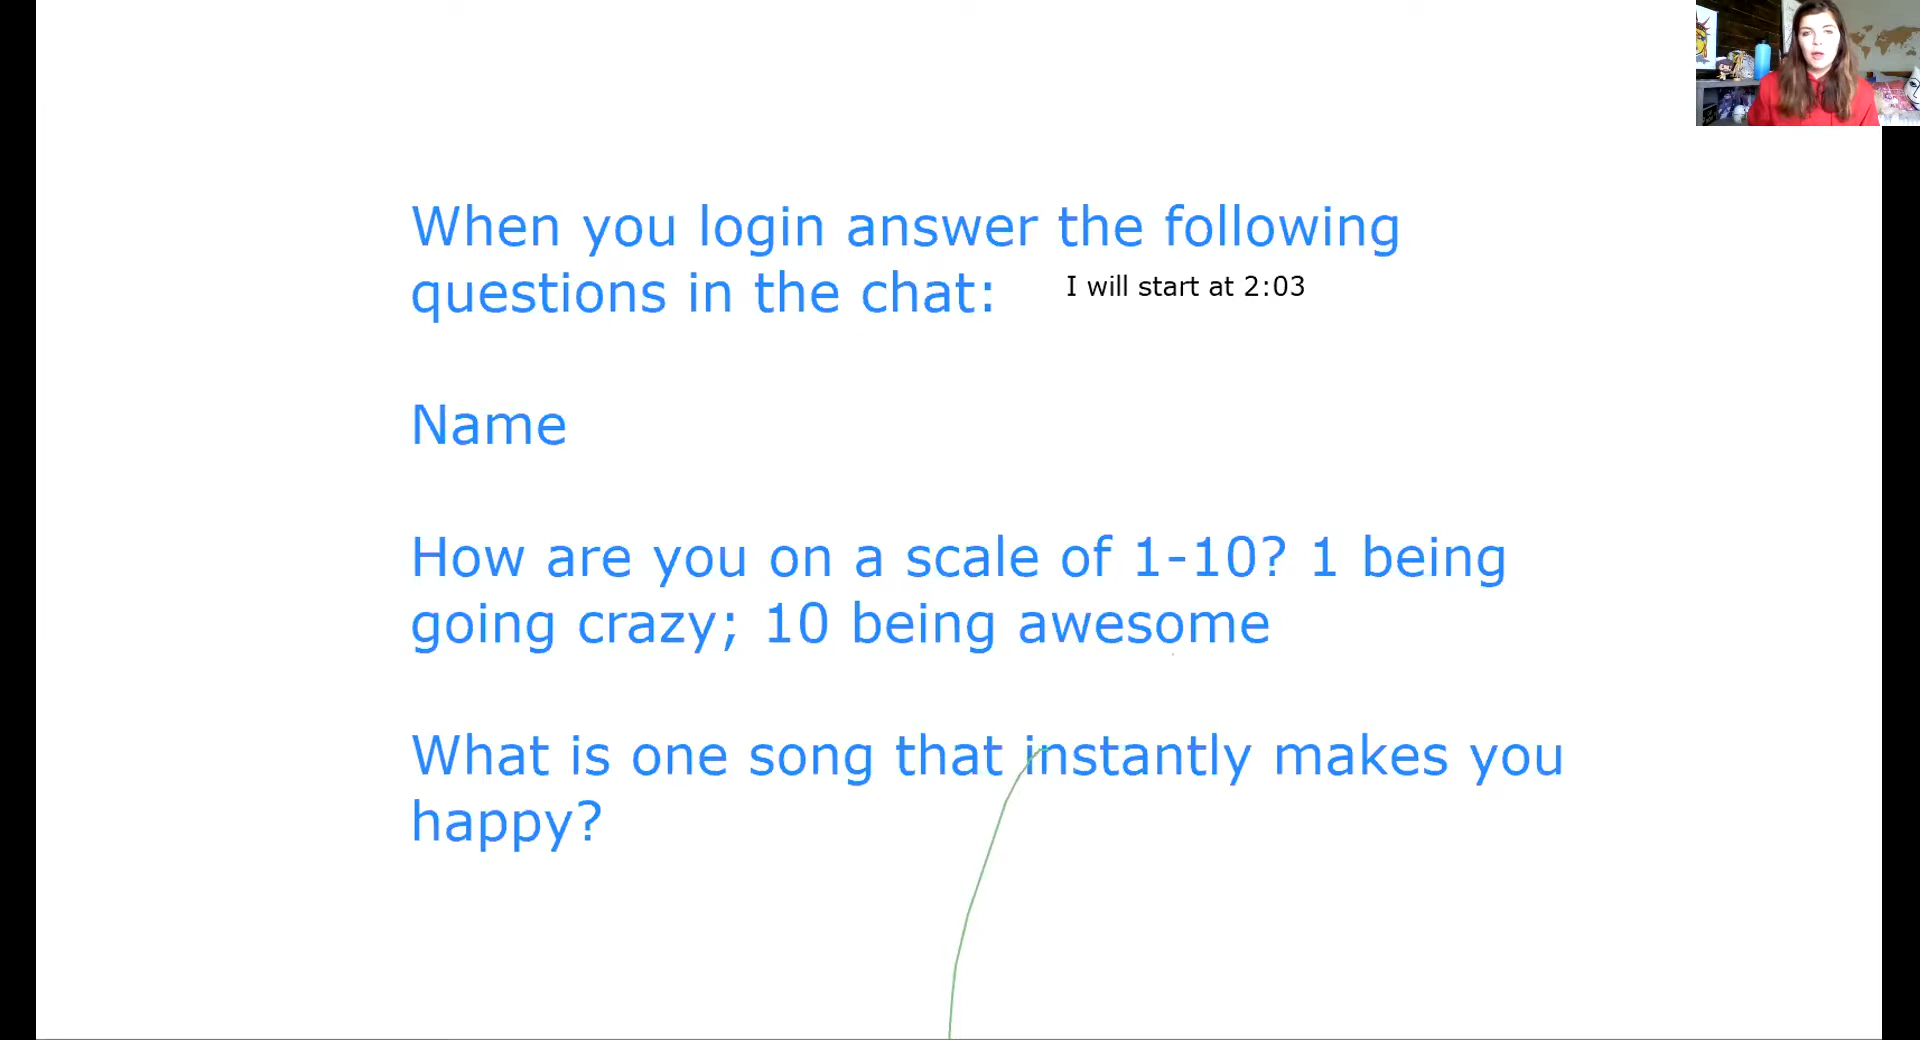 When you login answer the following
questions in the chat:
I will start at 2:03
Name
How are you on a scale of 1-10? 1 being
going crazy; 10 being awesome
What is one song that instantly makes you
happy?